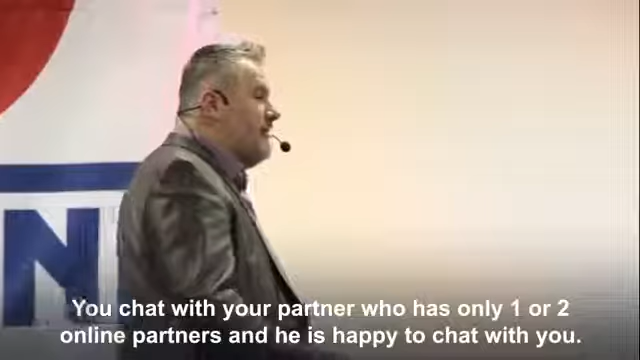 N
You chat with your partner who has only 1 or 2
online partners and he is happy to chat with you.